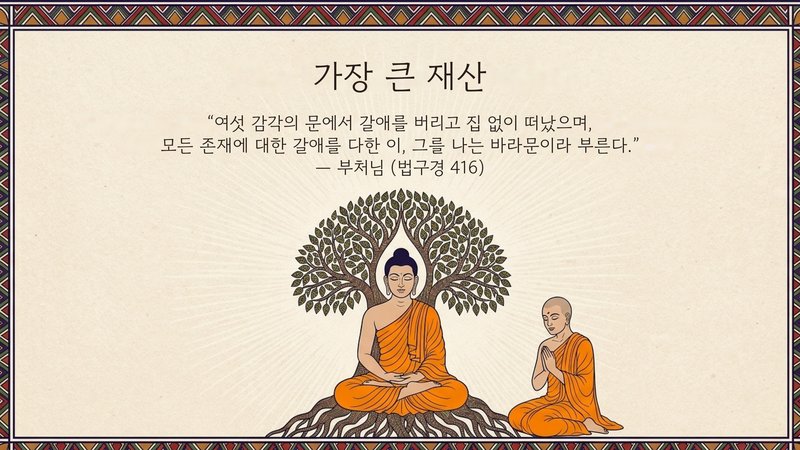 가장 큰 재산
“여섯 감각의 문에서 갈애를 버리고 집 없이 떠났으며,
모든 존재에 대한 갈애를 다한 이, 그를 나는 바라문이라 부른다.”
— 부처님 (법구경 416)